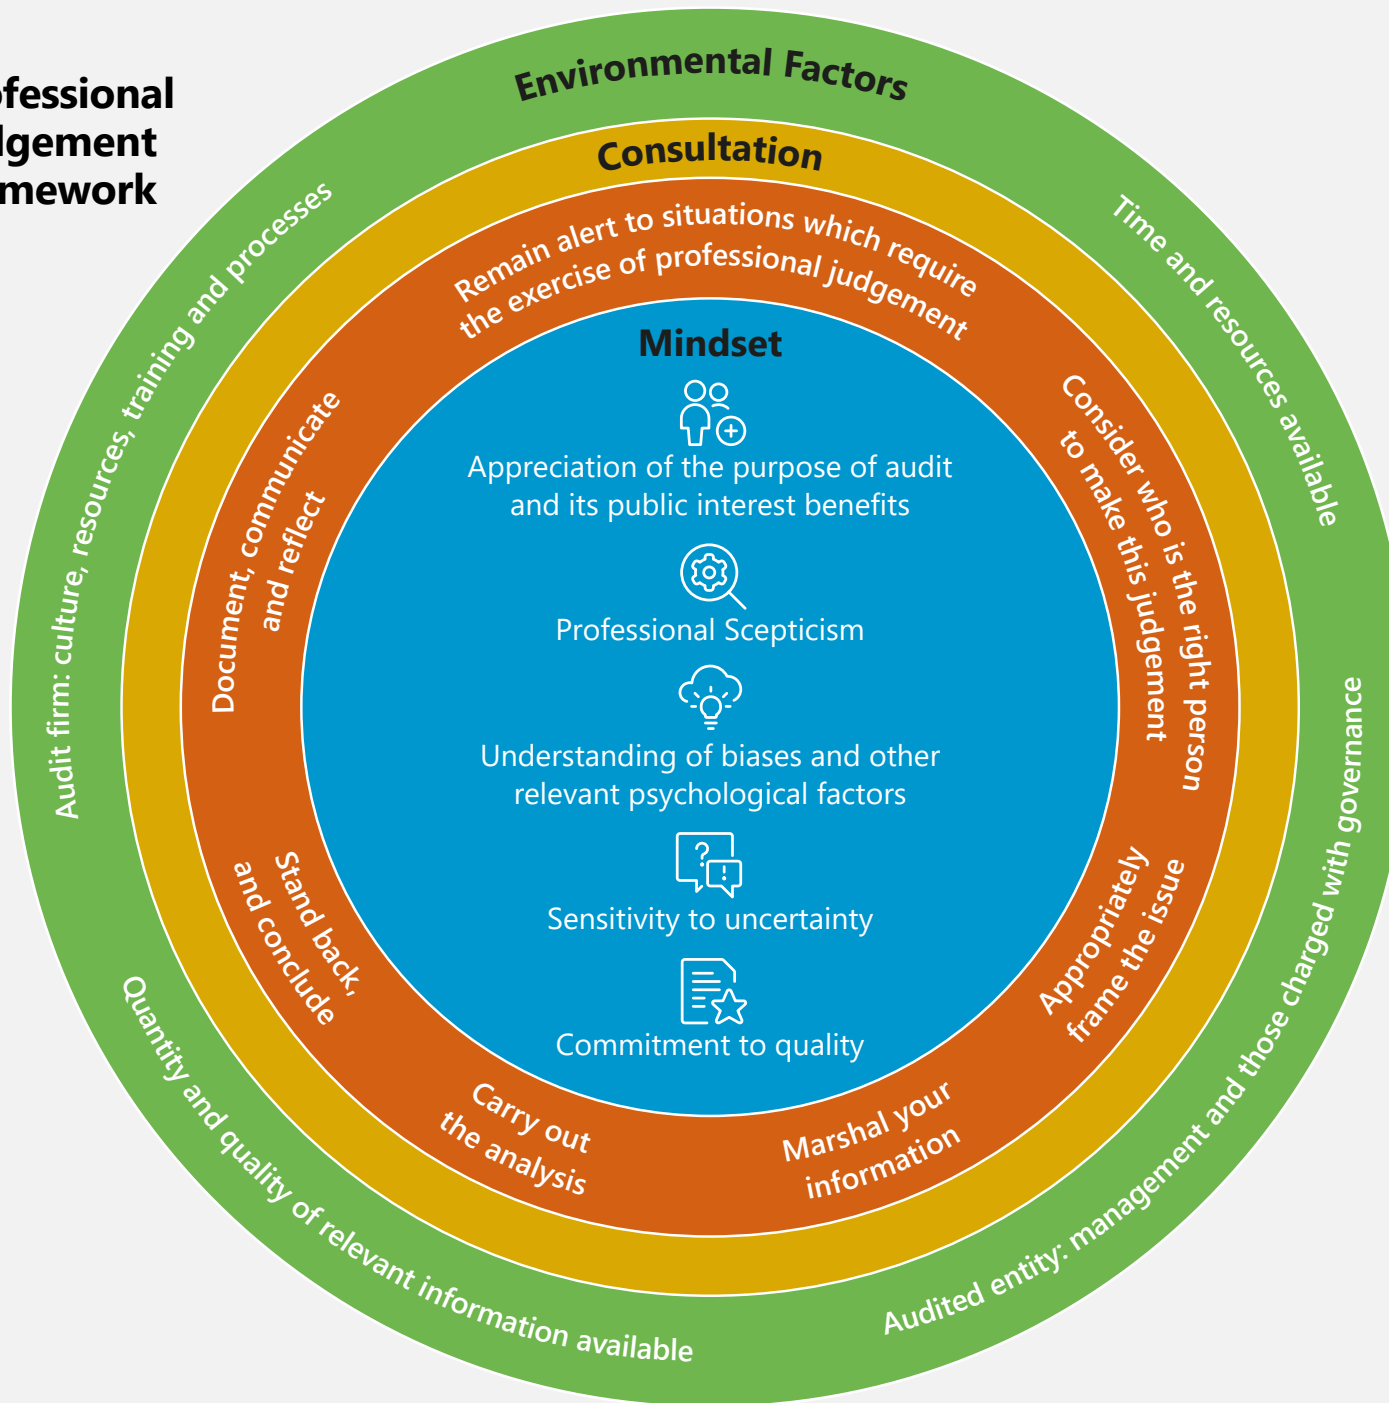 ofessional
dgement
mework
Environmental Factors
Consultation
Remain alert to situations which require
the exercise of professional judgement
Time and resources available
Consider who is the right person
to make this judgement
Audited entity: management and those charged with governance
Appropriately
frame the issue
Marshal your
information
Quantity and quality of relevant information available
Carry out
the analysis
Stand back,
and conclude
Audit firm: culture, resources, training and processes
Document, communicate
and reflect
Mindset
Appreciation of the purpose of audit
and its public interest benefits
Professional Scepticism
Understanding of biases and other
relevant psychological factors
Sensitivity to uncertainty
Commitment to quality